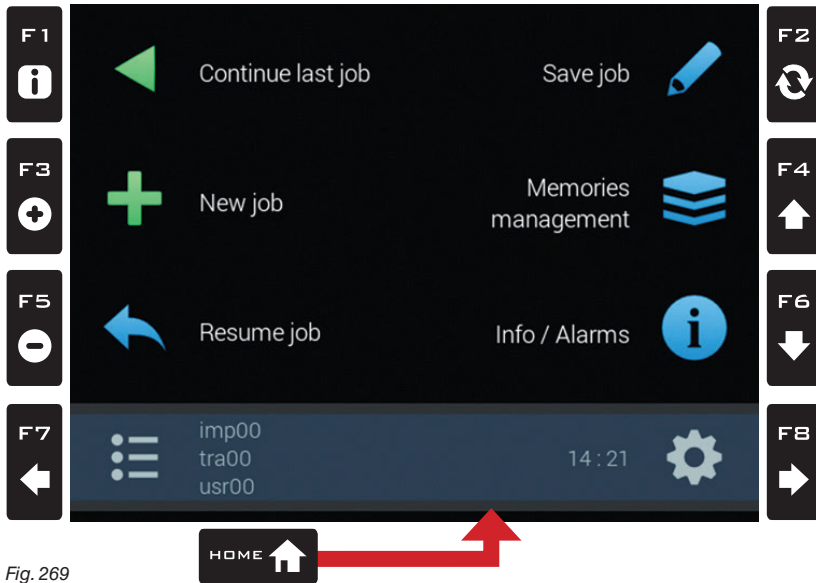 F1
F2
Continue last job
Save job
F3
F4
New job
Memories
management
F5
F6
Resume job
Info / Alarms
F7
F8
imp00
tra00
usr00
14 : 21
HOME
Fig. 269